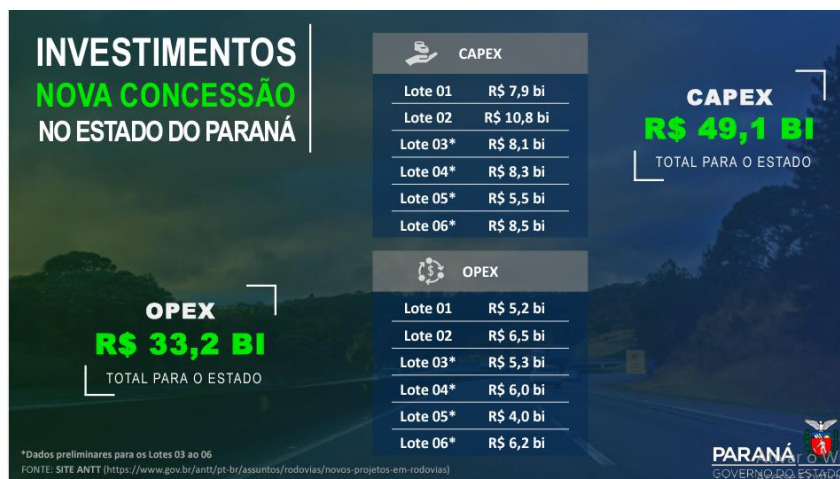 INVESTIMENTOS
NOVA CONCESSÃO
NO ESTADO DO PARANÁ
CAPEX
Lote 01 R$ 7,9 bi
Lote 02 R$ 10,8 bi
Lote 03* R$ 8,1 bi
Lote 04* R$ 8,3 bi
Lote 05* R$ 5,5 bi
Lote 06* R$ 8,5 bi
CAPEX
R$ 49,1 BI
TOTAL PARA O ESTADO
OPEX
R$ 33,2 BI
TOTAL PARA O ESTADO
OPEX
Lote 01 R$ 5,2 bi
Lote 02 R$ 6,5 bi
Lote 03* R$ 5,3 bi
Lote 04* R$ 6,0 bi
Lote 05* R$ 4,0 bi
Lote 06* R$ 6,2 bi
*Dados preliminares para os Lotes 03 ao 06
FONTE: SITE ANTT (https://www.gov.br/antt/pt-br/assuntos/rodovias/novos-projetos-em-rodovias)
PARANÁ
GOVERNO DO ESTADO